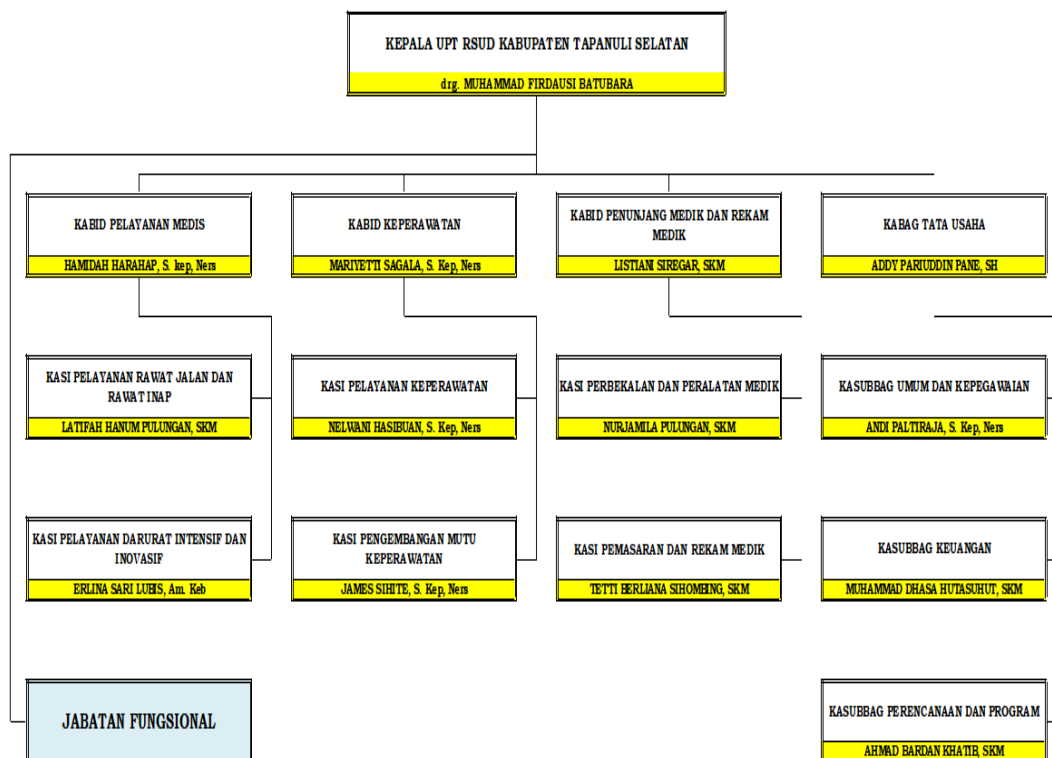 KEPALA UPT RSUD KABUPATEN TAPANULI SELATAN
drg. MUHAMMAD FIRDAUSI BATUBARA
KABID PELAYANAN MEDIS
HAMIDAH HARAHAP, S. kep, Ners
KABID KEPERAWATAN
MARIYETTI SAGALA, S. Kep, Ners
KABID PENUNJANG MEDIK DAN REKAM
MEDIK
LISTIANI SIREGAR, SKM
KABAG TATA USAHA
ADDY PARIUDDIN PANE, SH
KASI PELAYANAN RAWAT JALAN DAN
RAWAT INAP
LATIFAH HANUM PULUNGAN, SKM
KASI PELAYANAN KEPERAWATAN
NELWANI HASIBUAN, S. Kep, Ners
KASI PERBEKALAN DAN PERALATAN MEDIK
NURJAMILA PULUNGAN, SKM
KASUBBAG UMUM DAN KEPEGAWAIAN
ANDI PALTIRAJA, S. Kep, Ners
KASI PELAYANAN DARURAT INTENSIF DAN
INOVASIF
ERLINA SARI LUBIS, Am. Keb
KASI PENGEMBANGAN MUTU
KEPERAWATAN
JAMES SIHITE, S. Kep, Ners
KASI PEMASARAN DAN REKAM MEDIK
TETTI BERLIANA SIHOMBING, SKM
KASUBBAG KEUANGAN
MUHAMMAD DHASA HUTASUHUT, SKM
JABATAN FUNGSIONAL
KASUBBAG PERENCANAAN DAN PROGRAM
AHMAD BARDAN KHATIB, SKM